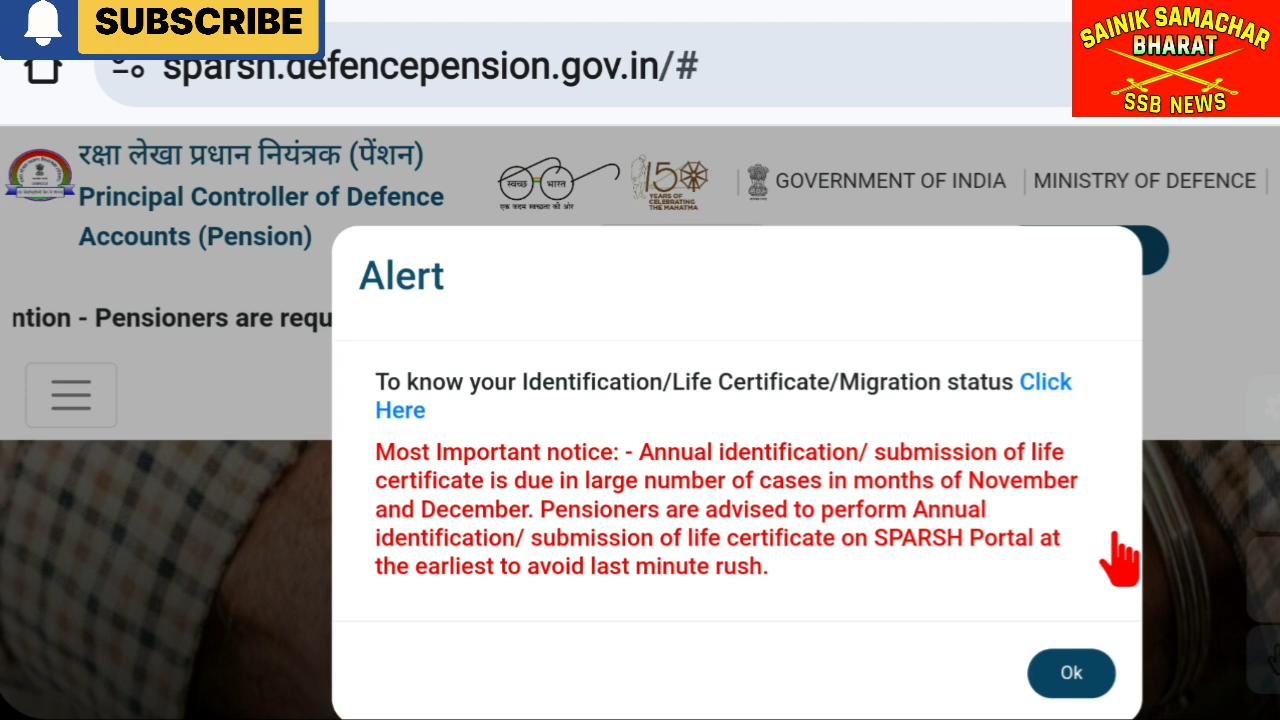 SUBSCRIBE
sparsh.defencepension.gov.in/#
SAINIK SAMACHAR
BHARAT
SSB NEWS
रक्षा लेखा प्रधान नियंत्रक (पेंशन)
Principal Controller of Defence
Accounts (Pension)
स्वच्छ भारत
एक कदम स्वच्छता की ओर
150
YEARS OF
CELEBRATING
THE MAHATMA
GOVERNMENT OF INDIA
MINISTRY OF DEFENCE
ntion - Pensioners are requ
Alert
To know your Identification/Life Certificate/Migration status Click
Here
Most Important notice: - Annual identification/ submission of life
certificate is due in large number of cases in months of November
and December. Pensioners are advised to perform Annual
identification/ submission of life certificate on SPARSH Portal at
the earliest to avoid last minute rush.
Ok